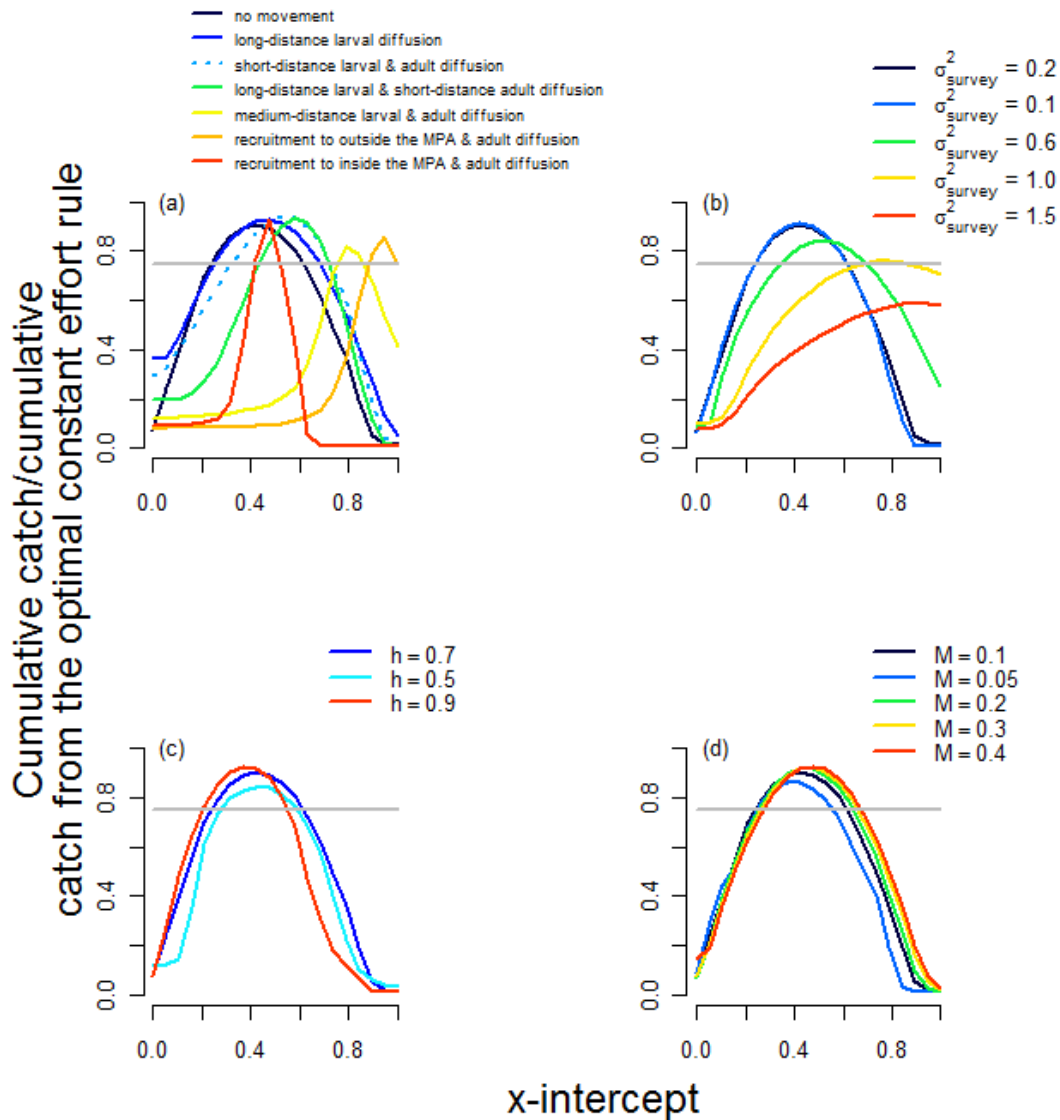 no movement
long-distance larval diffusion
short-distance larval & adult diffusion
long-distance larval & short-distance adult diffusion
medium-distance larval & adult diffusion
recruitment to outside the MPA & adult diffusion
recruitment to inside the MPA & adult diffusion
σ²survey = 0.2
σ²survey = 0.1
σ²survey = 0.6
σ²survey = 1.0
σ²survey = 1.5
Cumulative catch/cumulative
catch from the optimal constant effort rule
(a)
0.8
0.4
0.0
0.0 0.4 0.8
(b)
0.8
0.4
0.0
0.0 0.4 0.8
h = 0.7
h = 0.5
h = 0.9
M = 0.1
M = 0.05
M = 0.2
M = 0.3
M = 0.4
(c)
0.8
0.4
0.0
0.0 0.4 0.8
(d)
0.8
0.4
0.0
0.0 0.4 0.8
x-intercept